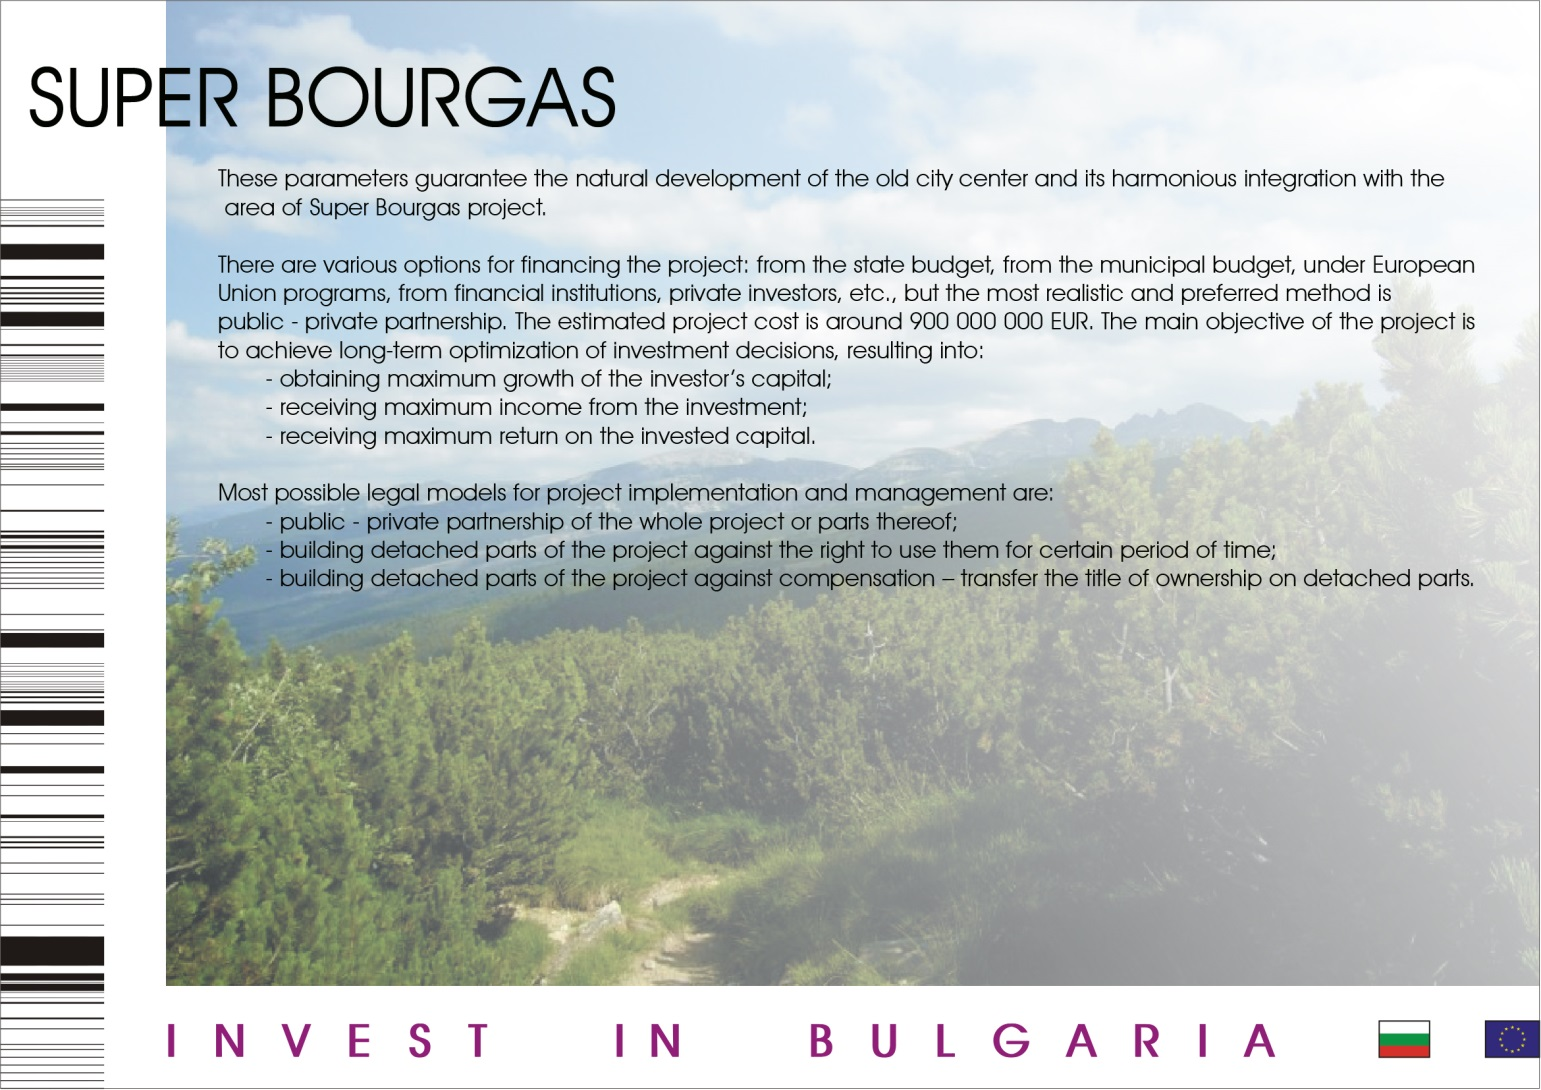 SUPER BOURGAS
These parameters guarantee the natural development of the old city center and its harmonious integration with the
area of Super Bourgas project.
There are various options for financing the project: from the state budget, from the municipal budget, under European
Union programs, from financial institutions, private investors, etc., but the most realistic and preferred method is
public - private partnership. The estimated project cost is around 900 000 000 EUR. The main objective of the project is
to achieve long-term optimization of investment decisions, resulting into:
- obtaining maximum growth of the investor’s capital;
- receiving maximum income from the investment;
- receiving maximum return on the invested capital.
Most possible legal models for project implementation and management are:
- public - private partnership of the whole project or parts thereof;
- building detached parts of the project against the right to use them for certain period of time;
- building detached parts of the project against compensation – transfer the title of ownership on detached parts.
INVEST IN BULGARIA